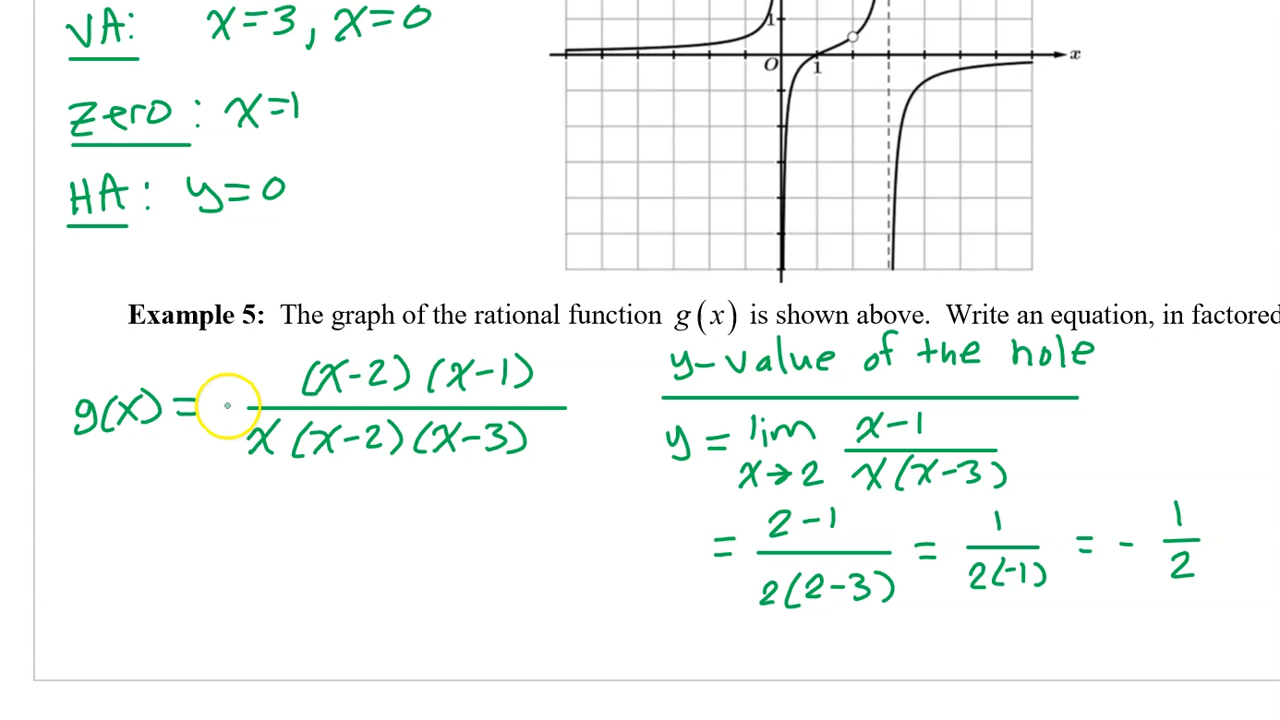 VA: x=3, x=0
1
O 1 x
Zero: x=1
HA: y=0
Example 5: The graph of the rational function g(x) is shown above. Write an equation, in factored
y-value of the hole
g(x) = (x-2)(x-1) / x(x-2)(x-3)
y = lim x→2 x-1 / x(x-3)
= 2-1 / 2(2-3) = 1 / 2(-1) = - 1/2